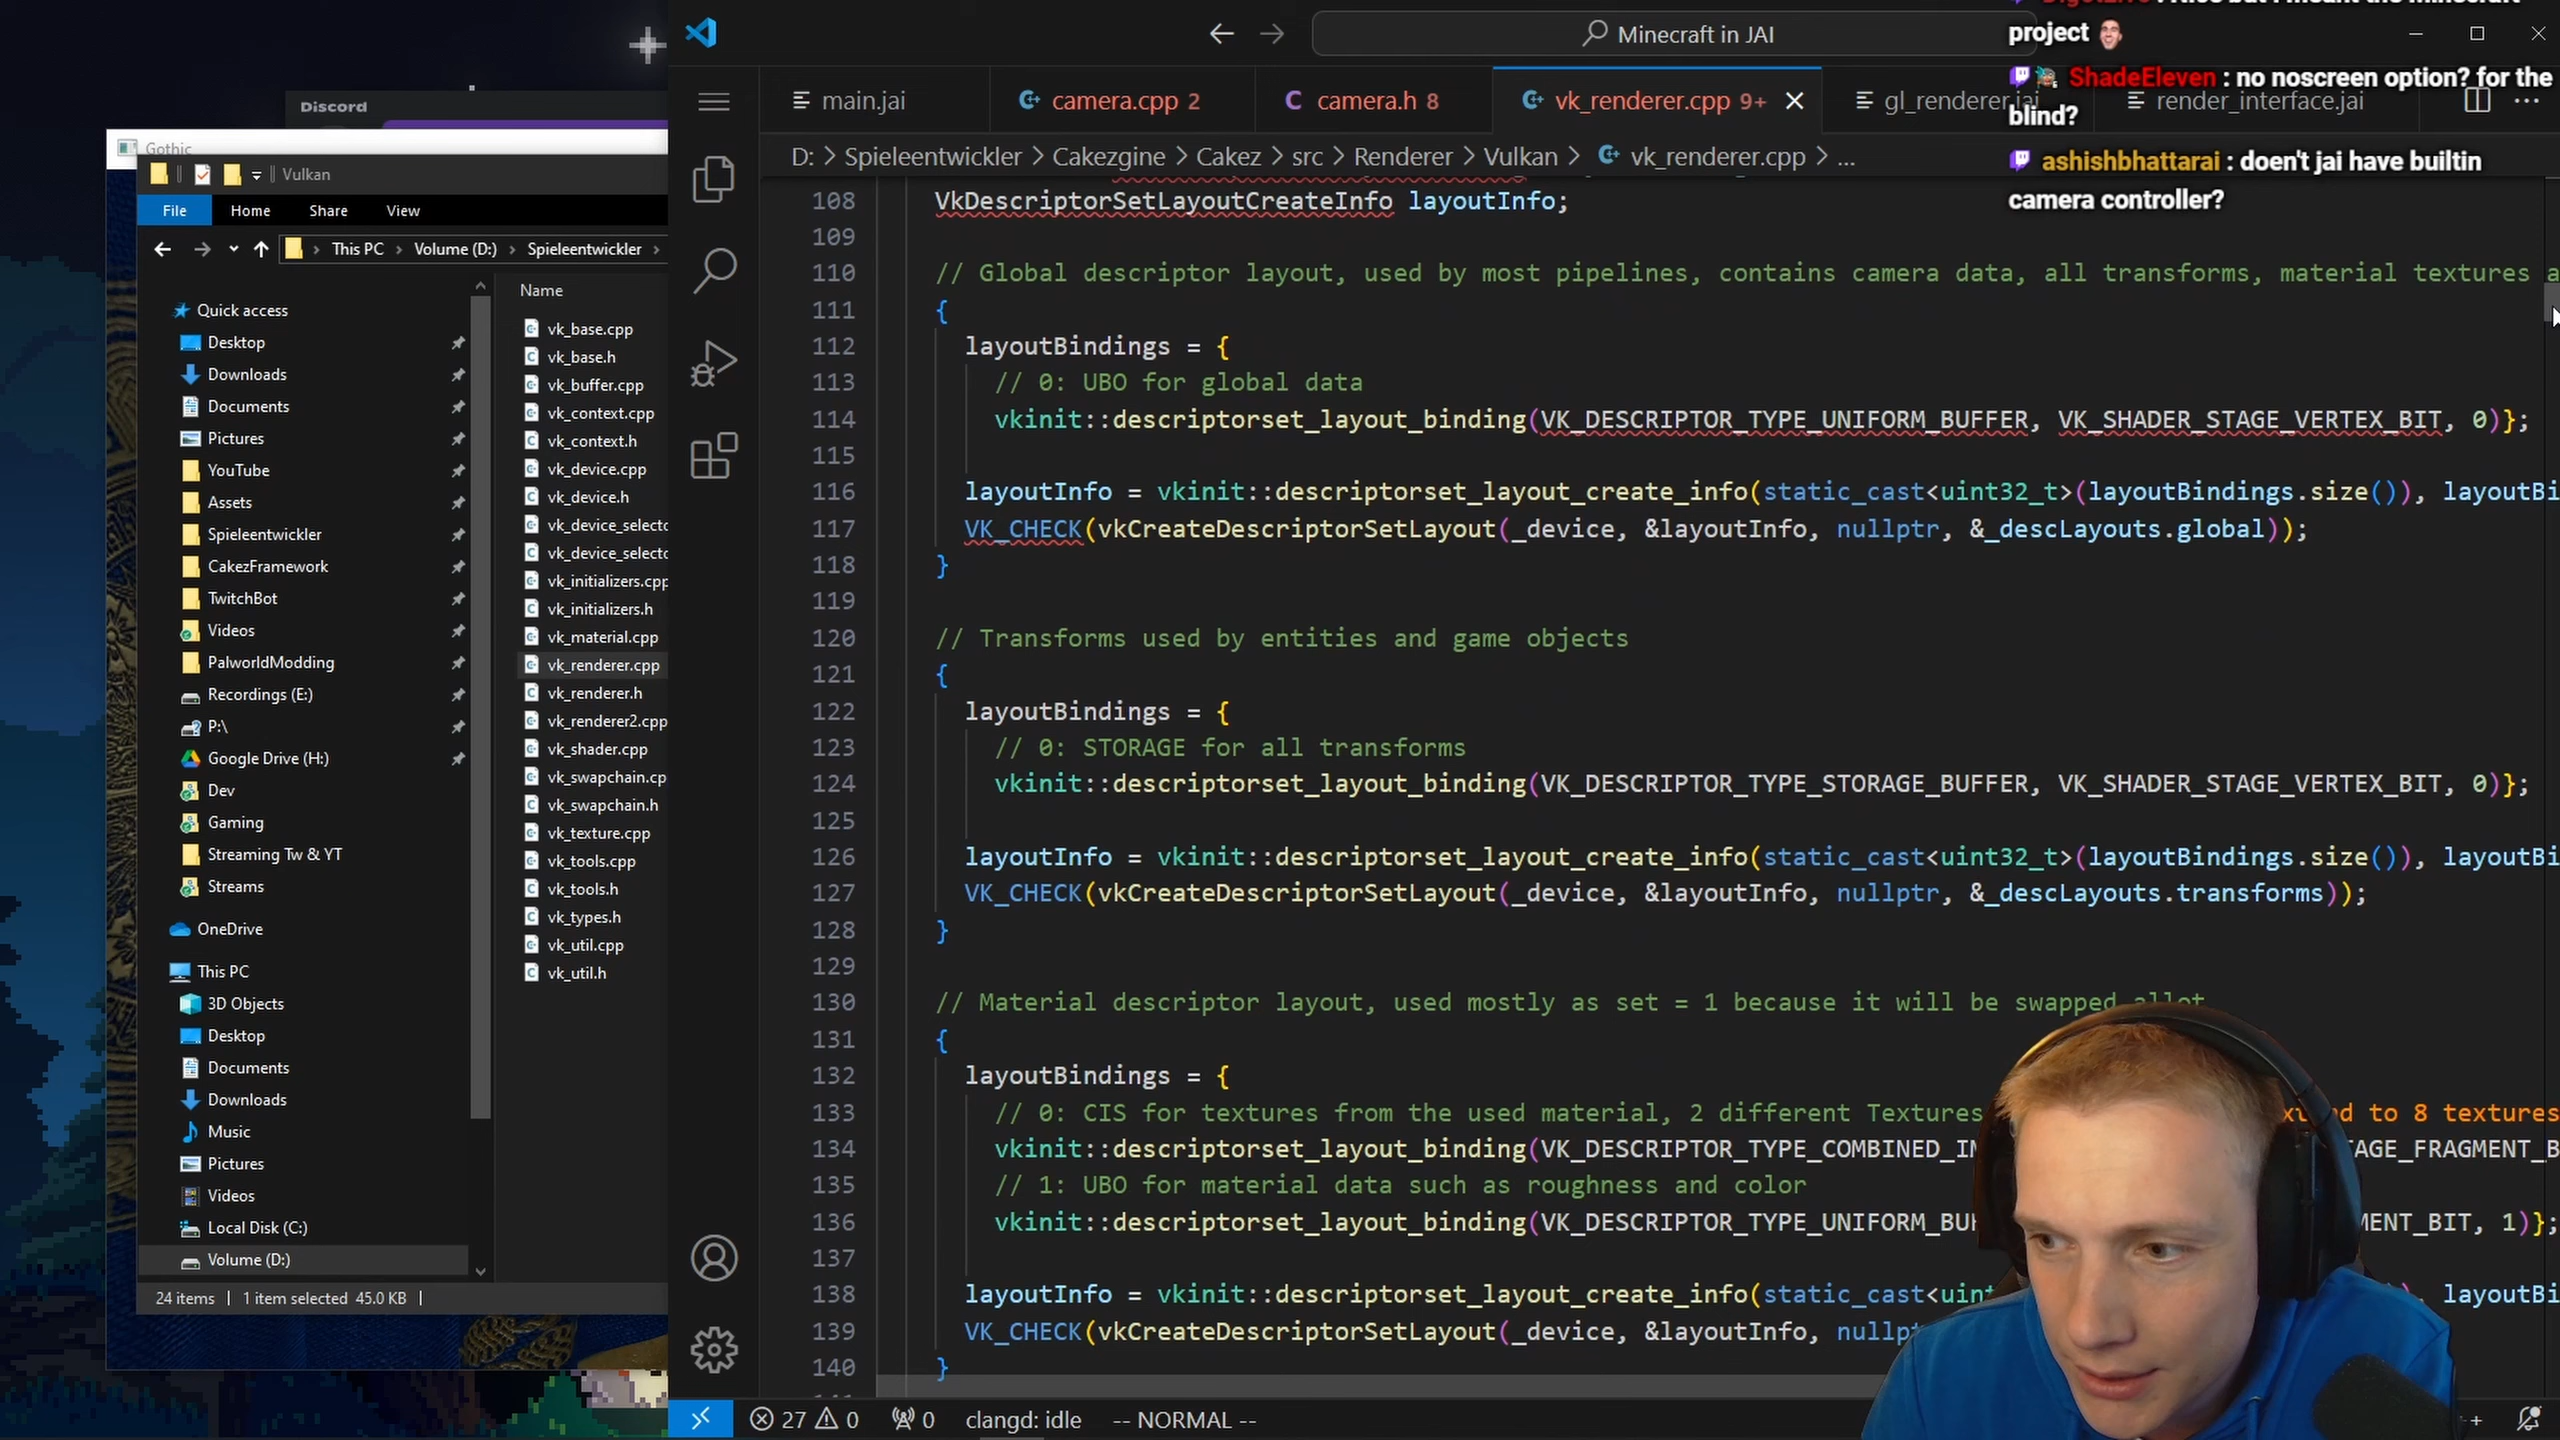 Minecraft in JAI
project
ShadeEleven : no noscreen option? for the
blind?
ashishbhattarai : doen't jai have builtin
camera controller?
main.jai
camera.cpp 2
camera.h 8
vk_renderer.cpp 9+
gl_renderer.jai
render_interface.jai
D: > Spieleentwickler > Cakezgine > Cakez > src > Renderer > Vulkan > vk_renderer.cpp > ...
Discord
Gothic
Vulkan
File Home Share View
This PC > Volume (D:) > Spieleentwickler >
Name
Quick access
Desktop
Downloads
Documents
Pictures
YouTube
Assets
Spieleentwickler
CakezFramework
TwitchBot
Videos
PalworldModding
Recordings (E:)
P:\
Google Drive (H:)
Dev
Gaming
Streaming Tw & YT
Streams
OneDrive
This PC
3D Objects
Desktop
Documents
Downloads
Music
Pictures
Videos
Local Disk (C:)
Volume (D:)
24 items 1 item selected 45.0 KB
vk_base.cpp
vk_base.h
vk_buffer.cpp
vk_context.cpp
vk_context.h
vk_device.cpp
vk_device.h
vk_device_selecto
vk_device_selecto
vk_initializers.cpp
vk_initializers.h
vk_material.cpp
vk_renderer.cpp
vk_renderer.h
vk_renderer2.cpp
vk_shader.cpp
vk_swapchain.cp
vk_swapchain.h
vk_texture.cpp
vk_tools.cpp
vk_tools.h
vk_types.h
vk_util.cpp
vk_util.h
108 VkDescriptorSetLayoutCreateInfo layoutInfo;
109
110 // Global descriptor layout, used by most pipelines, contains camera data, all transforms, material textures a
111 {
112 layoutBindings = {
113 // 0: UBO for global data
114 vkinit::descriptorset_layout_binding(VK_DESCRIPTOR_TYPE_UNIFORM_BUFFER, VK_SHADER_STAGE_VERTEX_BIT, 0)};
115
116 layoutInfo = vkinit::descriptorset_layout_create_info(static_cast<uint32_t>(layoutBindings.size()), layoutBi
117 VK_CHECK(vkCreateDescriptorSetLayout(_device, &layoutInfo, nullptr, &_descLayouts.global));
118 }
119
120 // Transforms used by entities and game objects
121 {
122 layoutBindings = {
123 // 0: STORAGE for all transforms
124 vkinit::descriptorset_layout_binding(VK_DESCRIPTOR_TYPE_STORAGE_BUFFER, VK_SHADER_STAGE_VERTEX_BIT, 0)};
125
126 layoutInfo = vkinit::descriptorset_layout_create_info(static_cast<uint32_t>(layoutBindings.size()), layoutBi
127 VK_CHECK(vkCreateDescriptorSetLayout(_device, &layoutInfo, nullptr, &_descLayouts.transforms));
128 }
129
130 // Material descriptor layout, used mostly as set = 1 because it will be swapped allot
131 {
132 layoutBindings = {
133 // 0: CIS for textures from the used material, 2 different Textures to 8 textures
134 vkinit::descriptorset_layout_binding(VK_DESCRIPTOR_TYPE_COMBINED_IM AGE_FRAGMENT_B
135 // 1: UBO for material data such as roughness and color
136 vkinit::descriptorset_layout_binding(VK_DESCRIPTOR_TYPE_UNIFORM_BUF MENT_BIT, 1)};
137
138 layoutInfo = vkinit::descriptorset_layout_create_info(static_cast<uint , layoutBi
139 VK_CHECK(vkCreateDescriptorSetLayout(_device, &layoutInfo, nullpt
140 }
27 0 0 clangd: idle -- NORMAL --